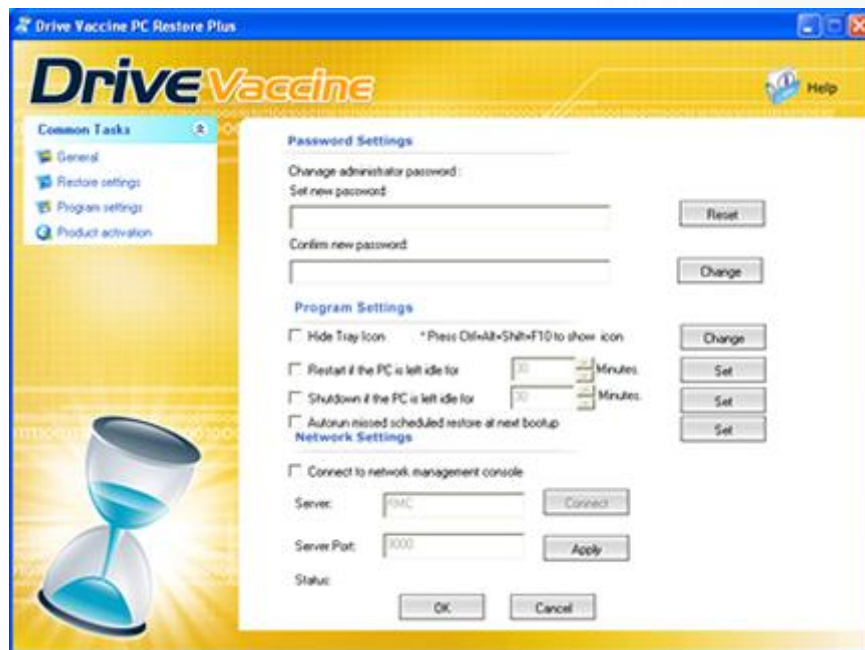 Drive Vaccine PC Restore Plus
Drive Vaccine
Help
Common Tasks
General
Restore settings
Program settings
Product activation
Password Settings
Chanage administrator password :
Set new password:
Reset
Confirm new password:
Change
Program Settings
Hide Tray Icon * Press Ctrl+Alt+Shift+F10 to show icon Change
Restart if the PC is left idle for 30 Minutes. Set
Shutdown if the PC is left idle for 30 Minutes. Set
Autorun missed scheduled restore at next bootup Set
Network Settings
Connect to network management console
Server: RMC Connect
Server Port: 9000 Apply
Status:
OK Cancel